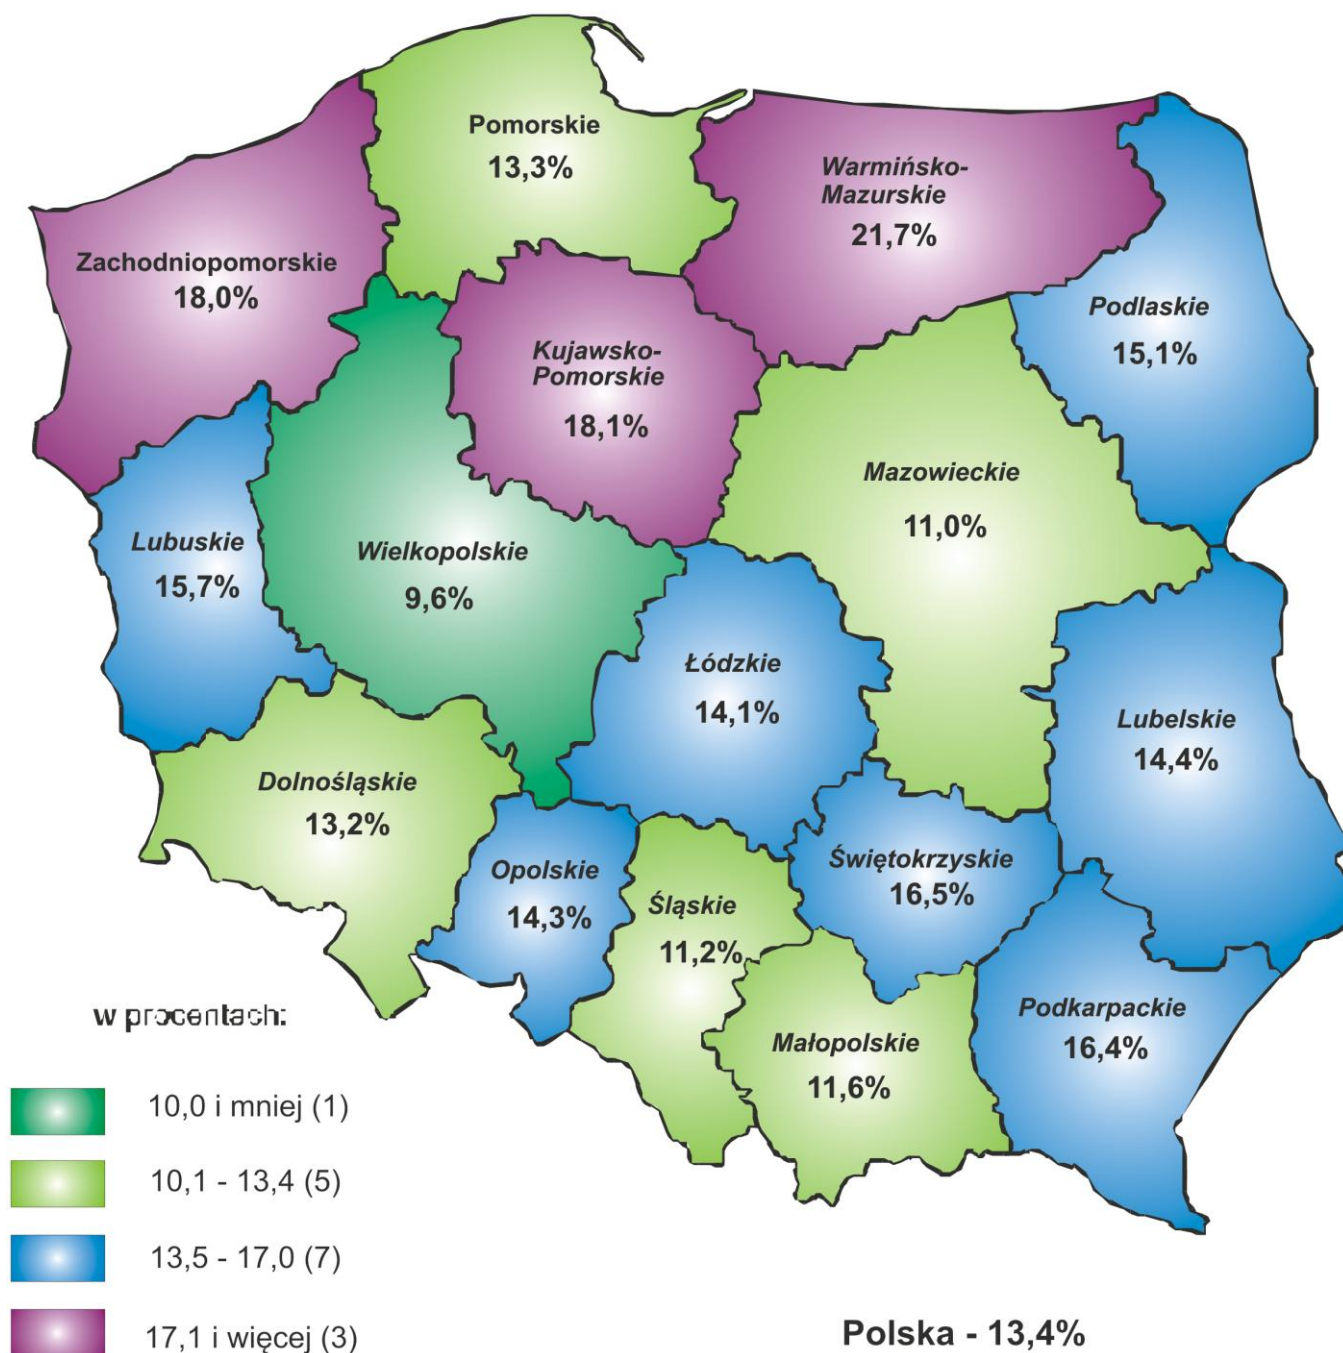 Pomorskie
13,3%
Warmińsko-
Mazurskie
21,7%
Zachodniopomorskie
18,0%
Podlaskie
15,1%
Kujawsko-
Pomorskie
18,1%
Mazowieckie
11,0%
Lubuskie
15,7%
Wielkopolskie
9,6%
Łódzkie
14,1%
Lubelskie
14,4%
Dolnośląskie
13,2%
Opolskie
14,3%
Śląskie
11,2%
Świętokrzyskie
16,5%
Małopolskie
11,6%
Podkarpackie
16,4%
w procentach:
10,0 i mniej (1)
10,1 - 13,4 (5)
13,5 - 17,0 (7)
17,1 i więcej (3)
Polska - 13,4%